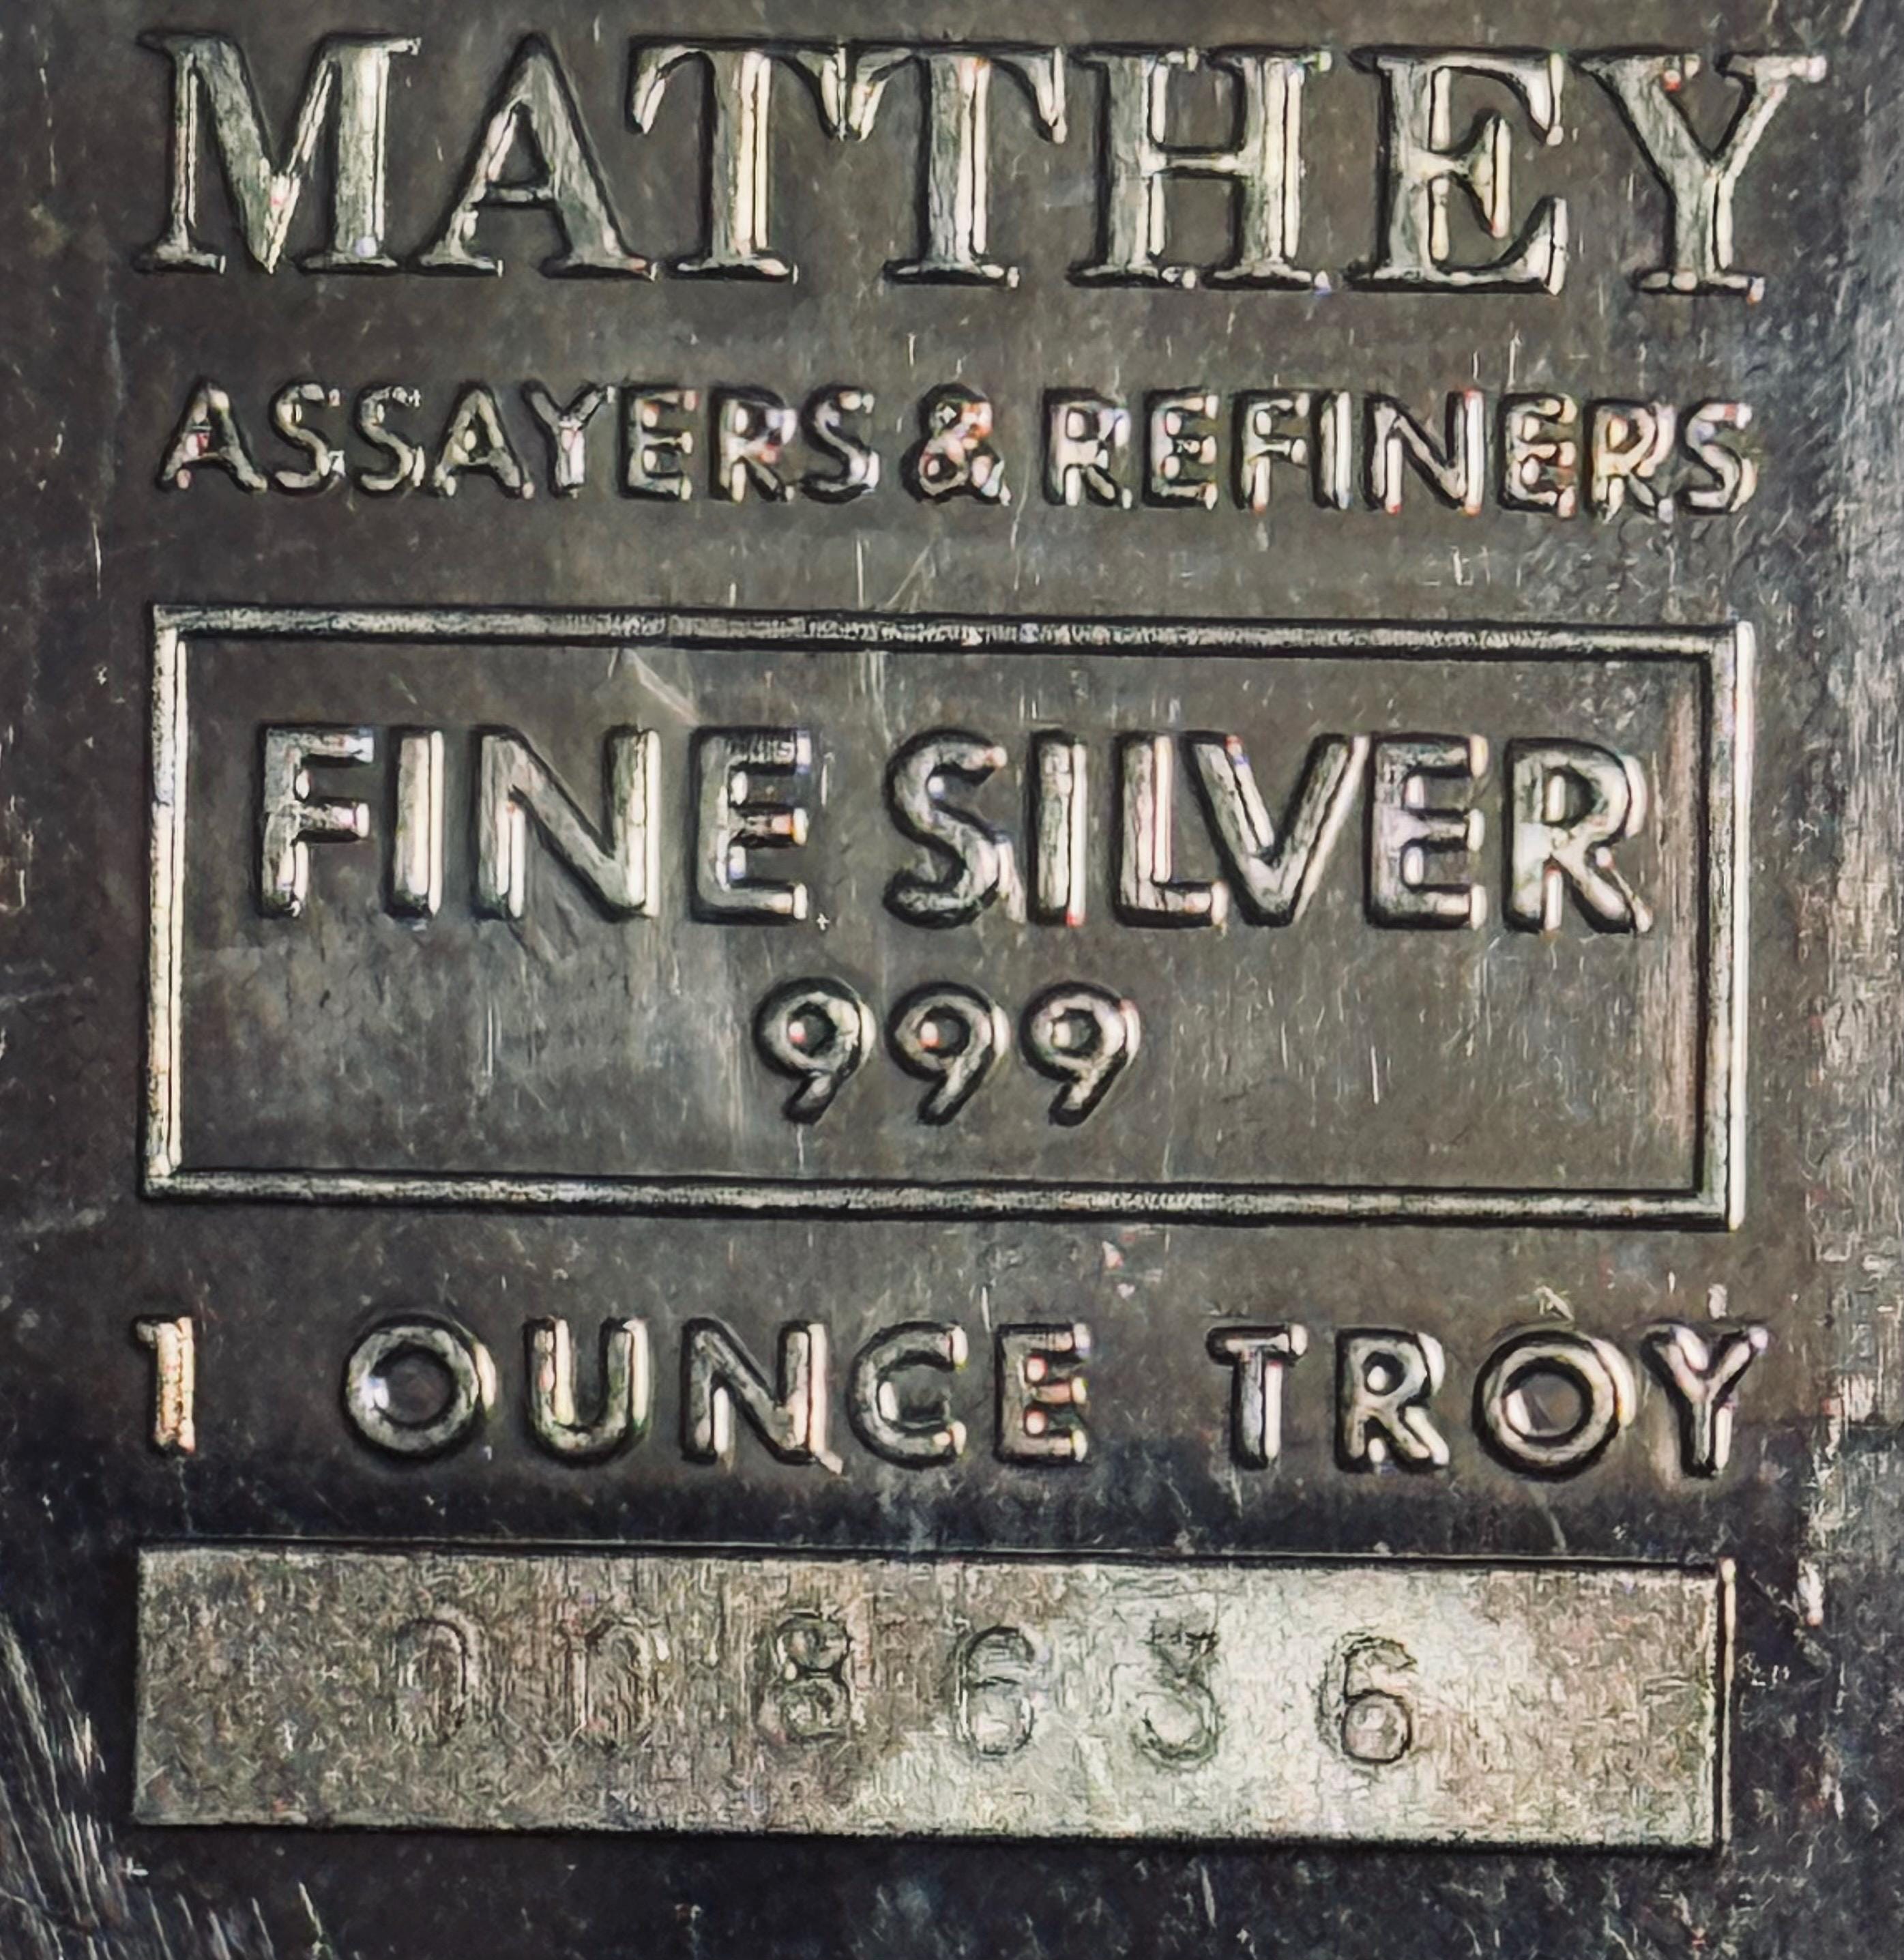 MATTHEY
ASSAYERS & REFINERS
FINE SILVER
999
1 OUNCE TROY
008636